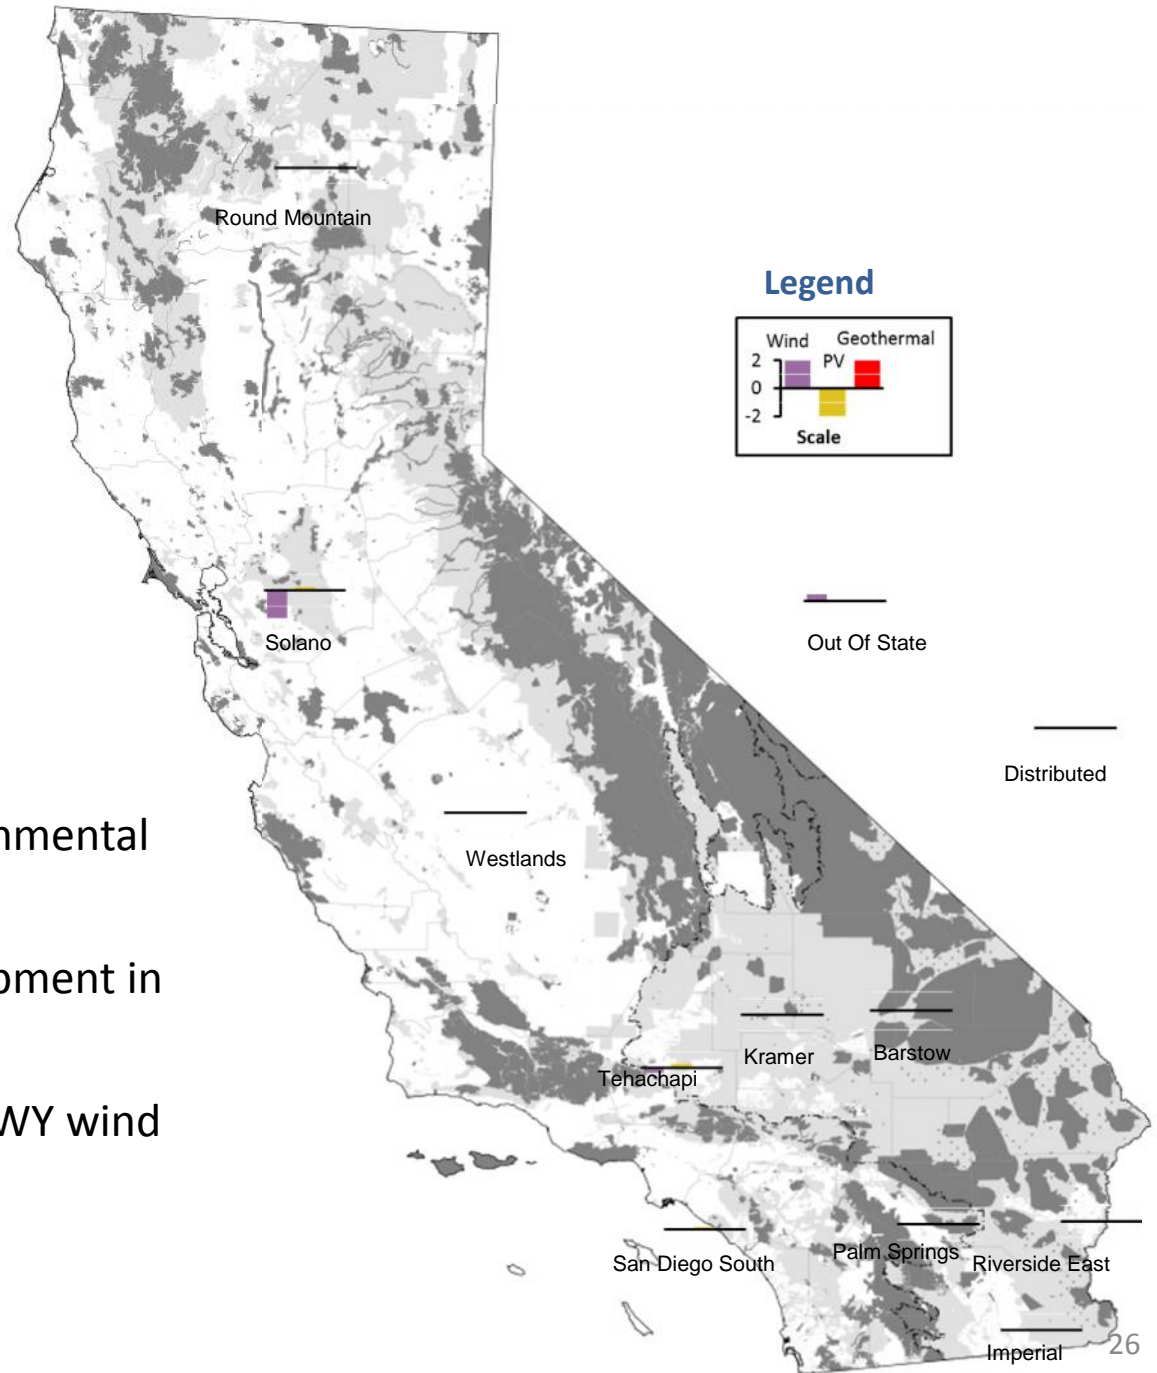 Round Mountain
Legend
Wind
Geothermal
PV
2
0
-2
Scale
Solano
Out Of State
Distributed
nmental
Westlands
pment in
Kramer
Barstow
Tehachapi
WY wind
San Diego South
Palm Springs
Riverside East
Imperial
26